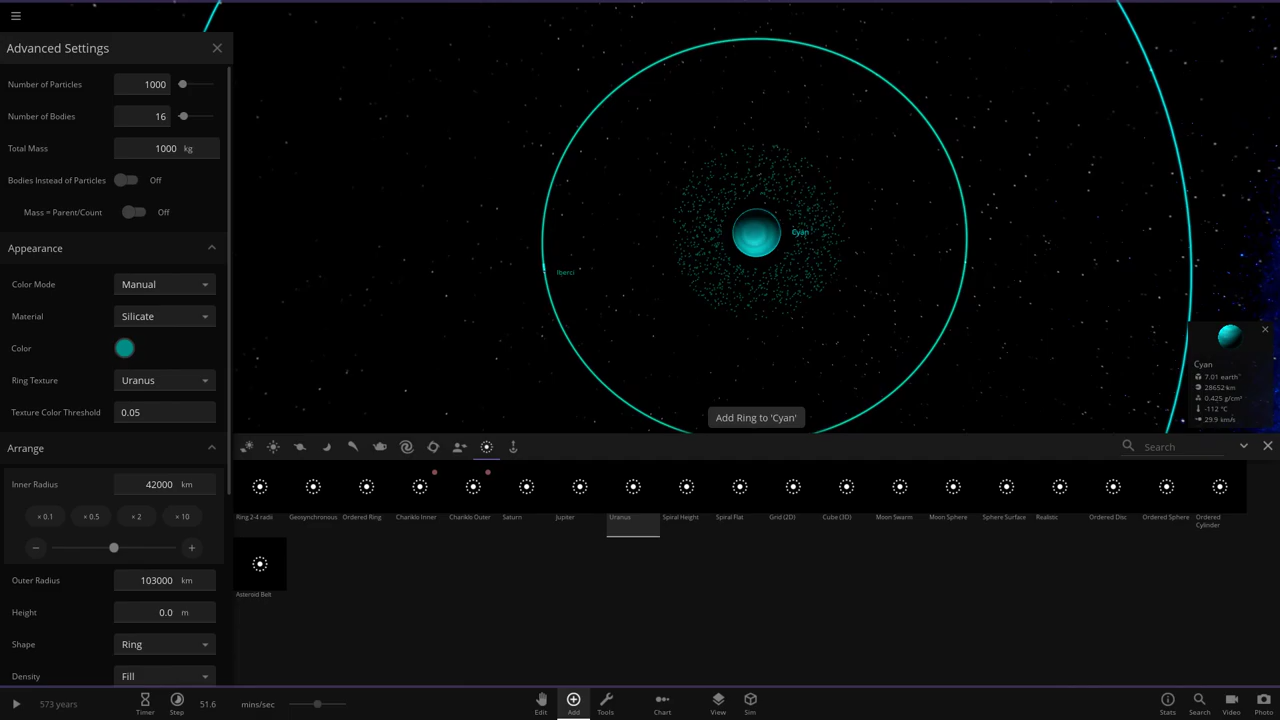 Advanced Settings
Number of Particles 1000
Number of Bodies 16
Total Mass 1000 kg
Bodies Instead of Particles Off
Mass = Parent/Count Off
Appearance
Color Mode Manual
Material Silicate
Color
Ring Texture Uranus
Texture Color Threshold 0.05
Arrange
Inner Radius 42000 km
× 0.1 × 0.5 × 2 × 10
Outer Radius 103000 km
Height 0.0 m
Shape Ring
Density Fill
Cyan
Iberci
Cyan
7.01 earth
28652 km
0.425 g/cm³
-112 °C
29.9 km/s
Add Ring to 'Cyan'
Search
Ring 2-4 radii Geosynchronous Ordered Ring Chariklo Inner Chariklo Outer Saturn Jupiter Uranus Spiral Height Spiral Flat Grid (2D) Cube (3D) Moon Swarm Moon Sphere Sphere Surface Realistic Ordered Disc Ordered Sphere Ordered Cylinder
Asteroid Belt
573 years Timer Step 51.6 mins/sec Edit Add Tools Chart View Sim Stats Search Video Photo